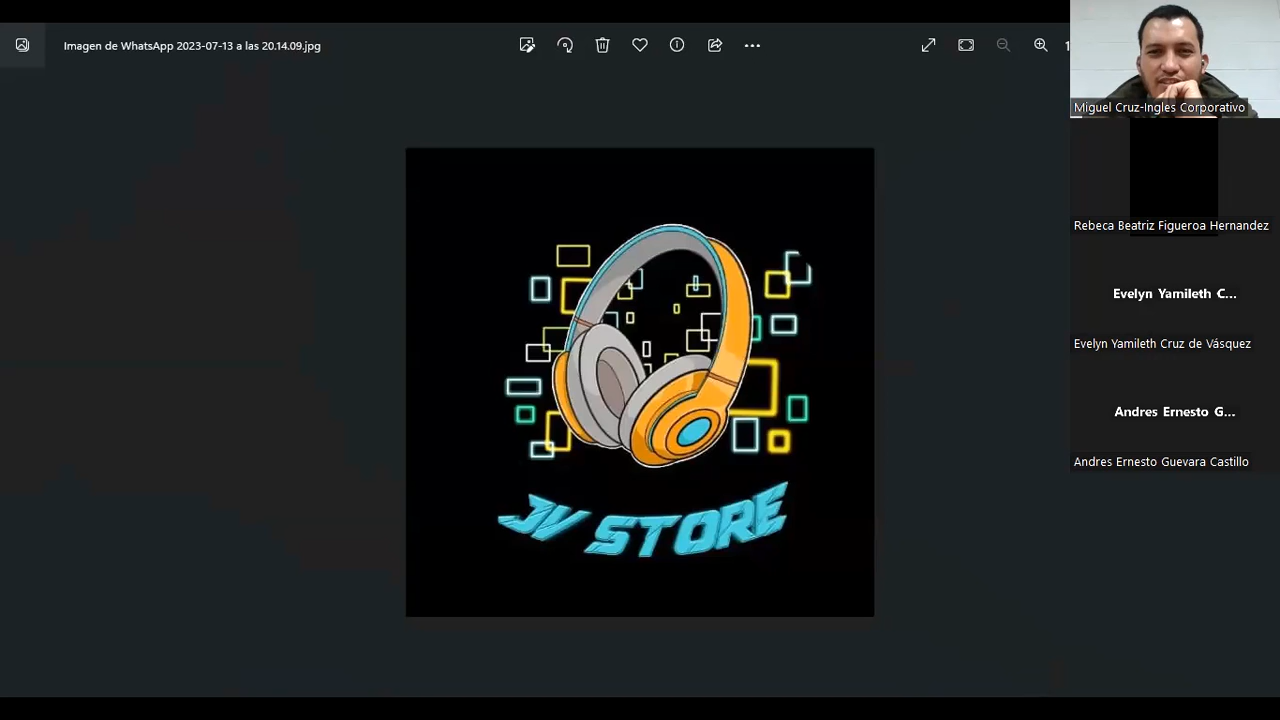 Imagen de WhatsApp 2023-07-13 a las 20.14.09.jpg
1
Miguel Cruz-Ingles Corporativo
Rebeca Beatriz Figueroa Hernandez
Evelyn Yamileth C...
Evelyn Yamileth Cruz de Vásquez
Andres Ernesto G...
Andres Ernesto Guevara Castillo
JV STORE